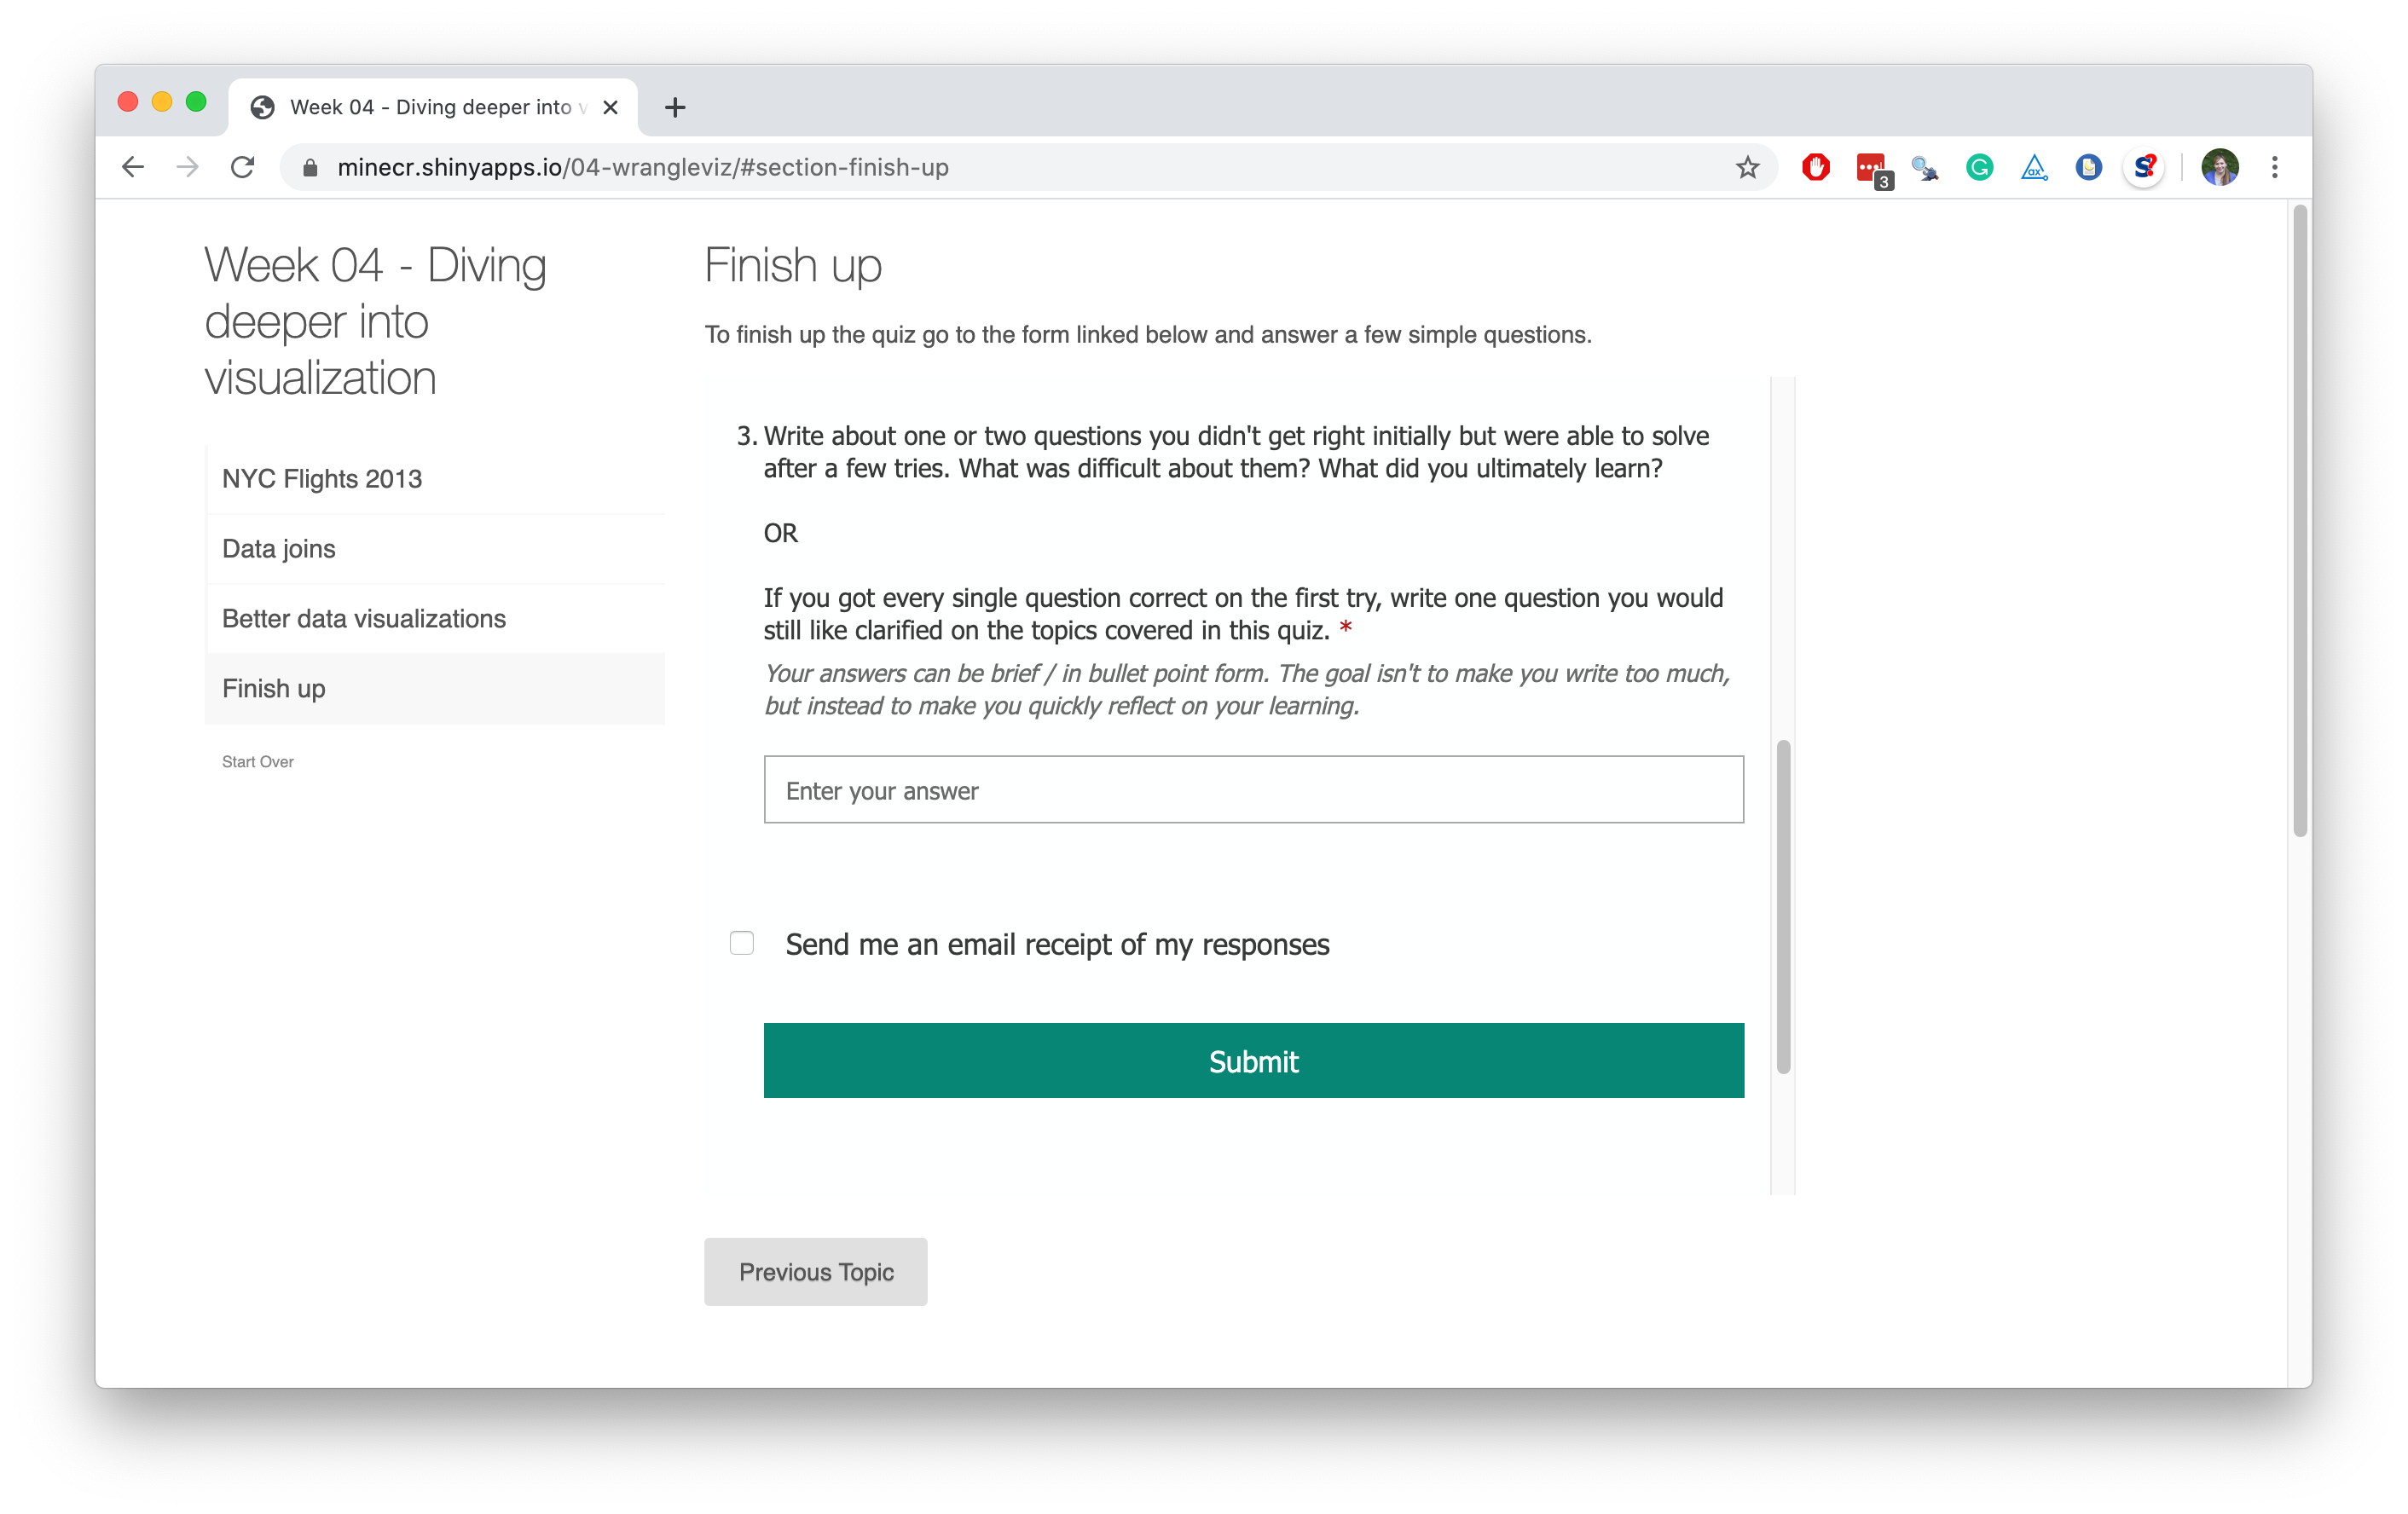 Week 04 - Diving deeper into
minecr.shinyapps.io/04-wrangleviz/#section-finish-up
3
Week 04 - Diving
deeper into
visualization
NYC Flights 2013
Data joins
Better data visualizations
Finish up
Start Over
Finish up
To finish up the quiz go to the form linked below and answer a few simple questions.
3. Write about one or two questions you didn't get right initially but were able to solve
after a few tries. What was difficult about them? What did you ultimately learn?
OR
If you got every single question correct on the first try, write one question you would
still like clarified on the topics covered in this quiz. *
Your answers can be brief / in bullet point form. The goal isn't to make you write too much,
but instead to make you quickly reflect on your learning.
Enter your answer
Send me an email receipt of my responses
Submit
Previous Topic